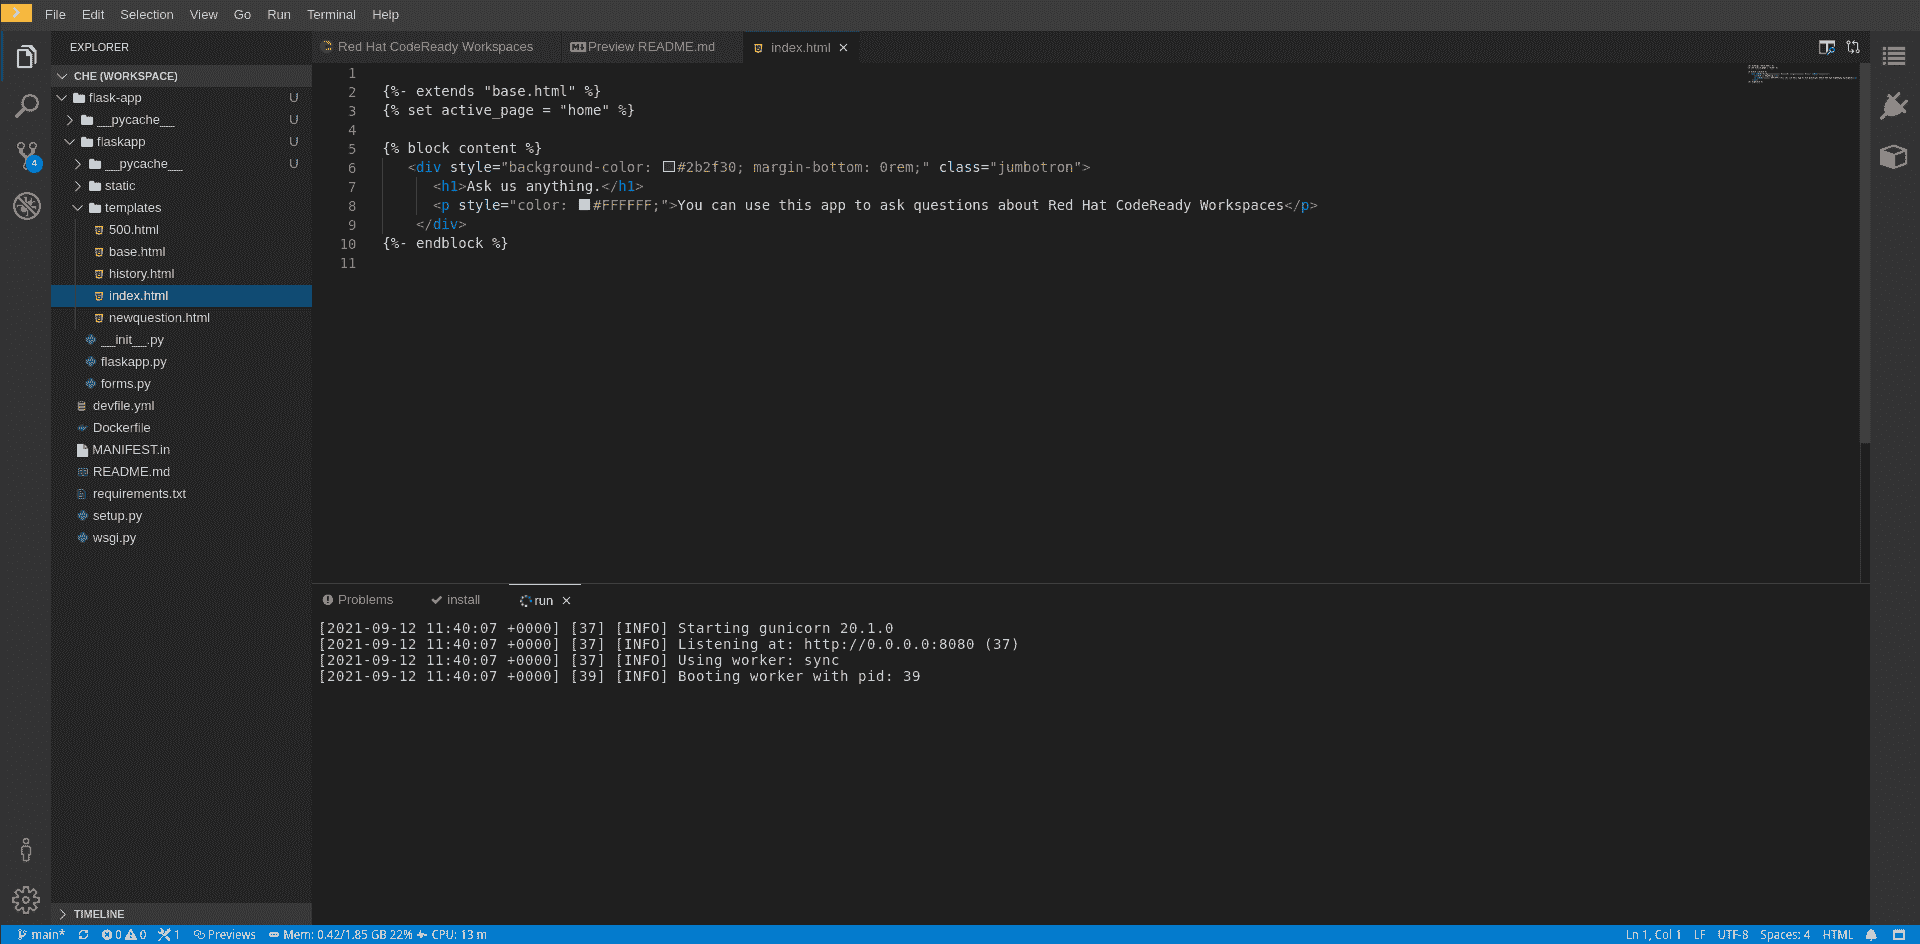 File Edit Selection View Go Run Terminal Help
EXPLORER
CHE (WORKSPACE)
flask-app U
__pycache__ U
flaskapp U
__pycache__ U
static
templates
500.html
base.html
history.html
index.html
newquestion.html
__init__.py
flaskapp.py
forms.py
devfile.yml
Dockerfile
MANIFEST.in
README.md
requirements.txt
setup.py
wsgi.py
TIMELINE
4
Red Hat CodeReady Workspaces Preview README.md index.html
1
2 {%- extends "base.html" %}
3 {% set active_page = "home" %}
4
5 {% block content %}
6 <div style="background-color: #2b2f30; margin-bottom: 0rem;" class="jumbotron">
7 <h1>Ask us anything.</h1>
8 <p style="color: #FFFFFF;">You can use this app to ask questions about Red Hat CodeReady Workspaces</p>
9 </div>
10 {%- endblock %}
11
Problems install run
[2021-09-12 11:40:07 +0000] [37] [INFO] Starting gunicorn 20.1.0
[2021-09-12 11:40:07 +0000] [37] [INFO] Listening at: http://0.0.0.0:8080 (37)
[2021-09-12 11:40:07 +0000] [37] [INFO] Using worker: sync
[2021-09-12 11:40:07 +0000] [39] [INFO] Booting worker with pid: 39
main* 0 0 1 Previews Mem: 0.42/1.85 GB 22% CPU: 13 m Ln 1, Col 1 LF UTF-8 Spaces: 4 HTML